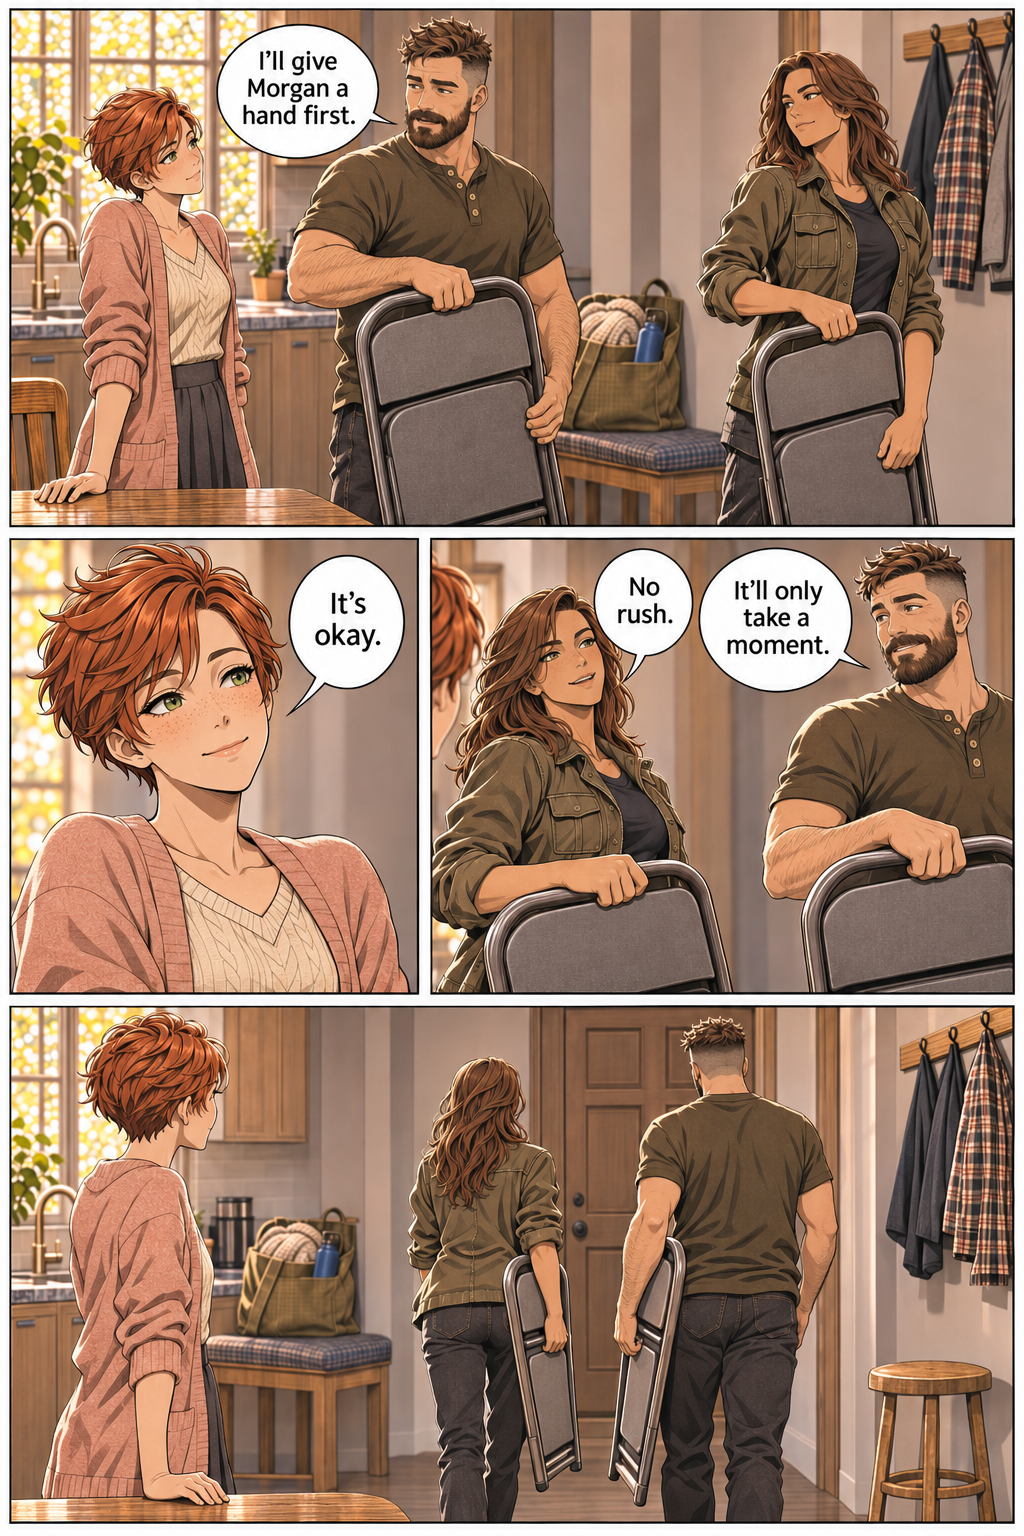 I'll give
Morgan a
hand first.
It's
okay.
No
rush.
It'll only
take a
moment.